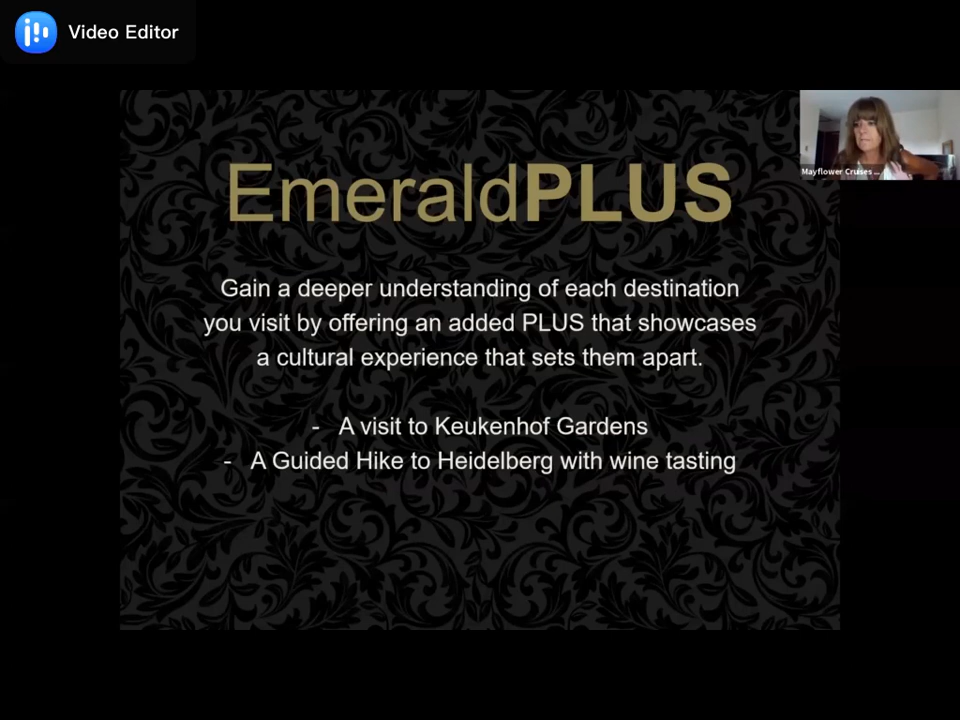 Video Editor
Mayflower Cruises ...
EmeraldPLUS
Gain a deeper understanding of each destination
you visit by offering an added PLUS that showcases
a cultural experience that sets them apart.
- A visit to Keukenhof Gardens
- A Guided Hike to Heidelberg with wine tasting